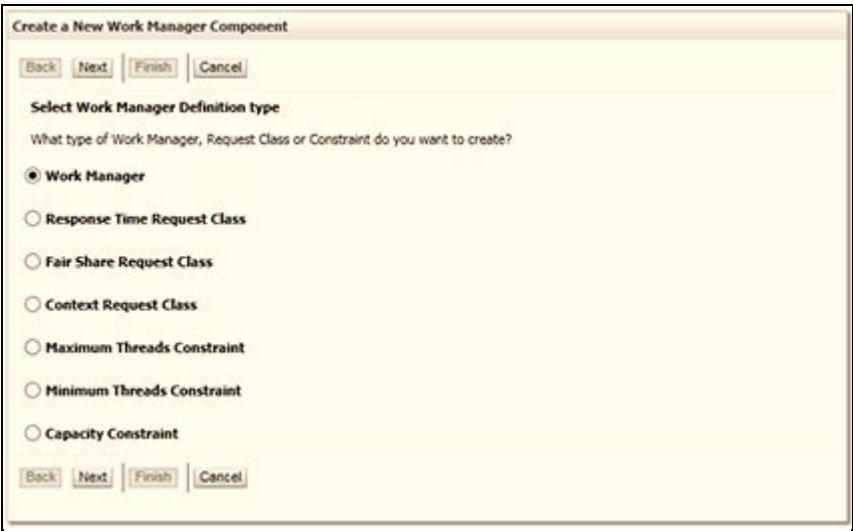 Create a New Work Manager Component
Back Next Finish Cancel
Select Work Manager Definition type
What type of Work Manager, Request Class or Constraint do you want to create?
Work Manager
Response Time Request Class
Fair Share Request Class
Context Request Class
Maximum Threads Constraint
Minimum Threads Constraint
Capacity Constraint
Back Next Finish Cancel